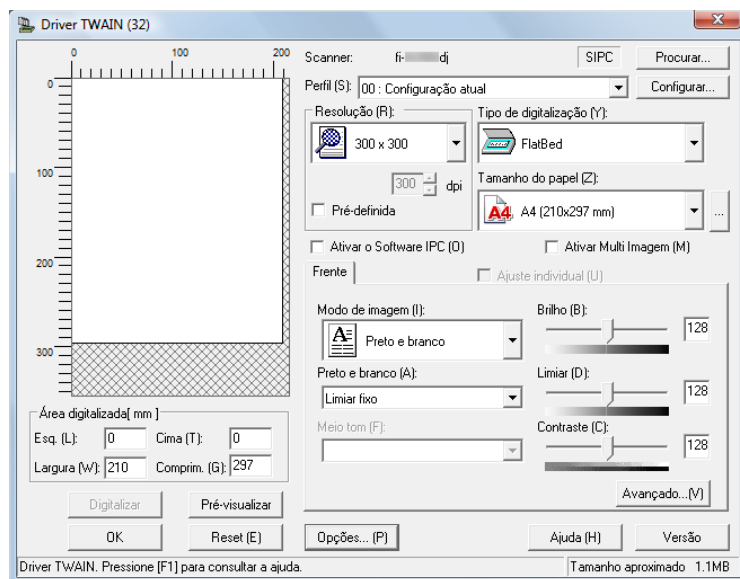 Driver TWAIN (32)
0 100 200
0
100
200
300
Scanner: fi- dj SIPC Procurar...
Perfil (S): 00 : Configuração atual Configurar...
Resolução (R):
300 x 300
300 dpi
Pré-definida
Tipo de digitalização (Y):
FlatBed
Tamanho do papel (Z):
A4 A4 (210x297 mm) ...
Ativar o Software IPC (O) Ativar Multi Imagem (M)
Frente Ajuste individual (U)
Modo de imagem (I):
A Preto e branco
Preto e branco (A):
Limiar fixo
Meio tom (F):
Brilho (B):
128
Limiar (D):
128
Contraste (C):
128
Avançado...(V)
Área digitalizada[ mm ]
Esq. (L): 0 Cima (T): 0
Largura (W): 210 Comprim. (G): 297
Digitalizar Pré-visualizar
OK Reset (E) Opções... (P) Ajuda (H) Versão
Driver TWAIN. Pressione [F1] para consultar a ajuda. Tamanho aproximado 1.1MB